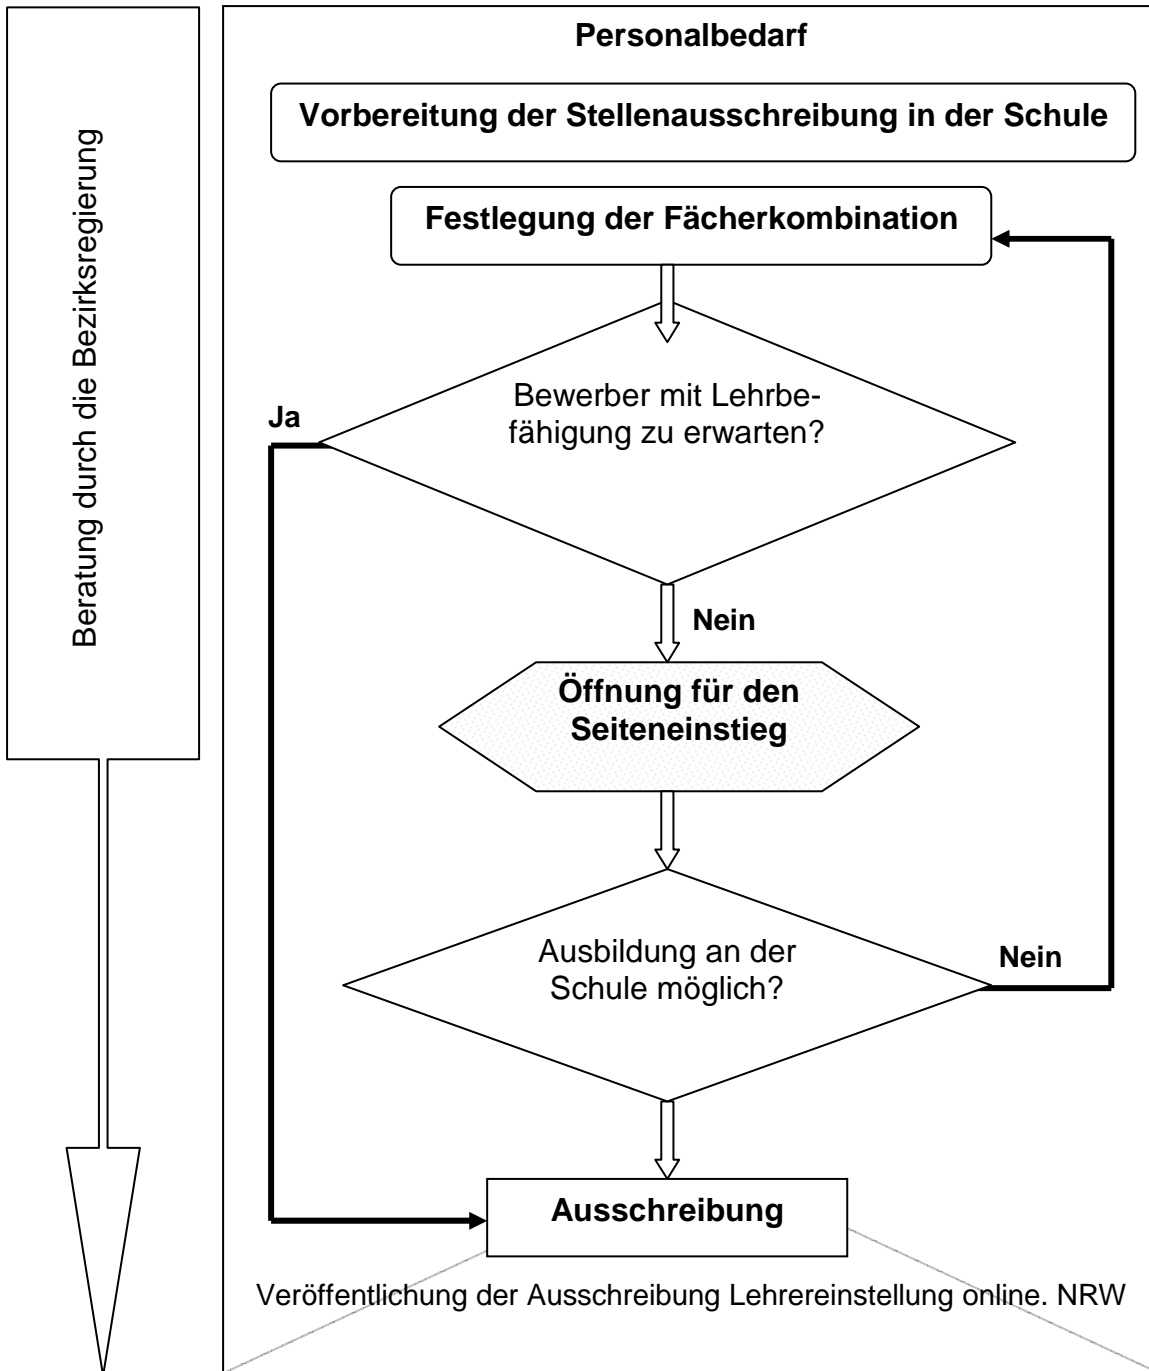 Beratung durch die Bezirksregierung
Personalbedarf
Vorbereitung der Stellenausschreibung in der Schule
Festlegung der Fächerkombination
Bewerber mit Lehrbe-
fähigung zu erwarten?
Ja
Nein
Öffnung für den
Seiteneinstieg
Ausbildung an der
Schule möglich?
Nein
Ausschreibung
Veröffentlichung der Ausschreibung Lehrereinstellung online. NRW